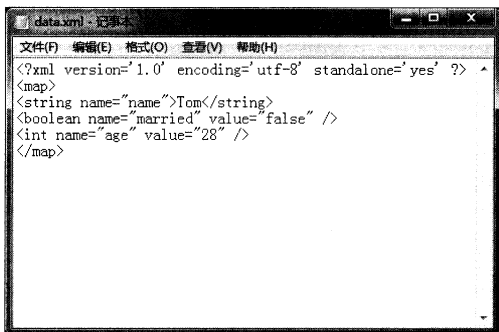 data.xml - 记事本
文件(F) 编辑(E) 格式(O) 查看(V) 帮助(H)
<?xml version='1.0' encoding='utf-8' standalone='yes' ?>
<map>
<string name="name">Tom</string>
<boolean name="married" value="false" />
<int name="age" value="28" />
</map>